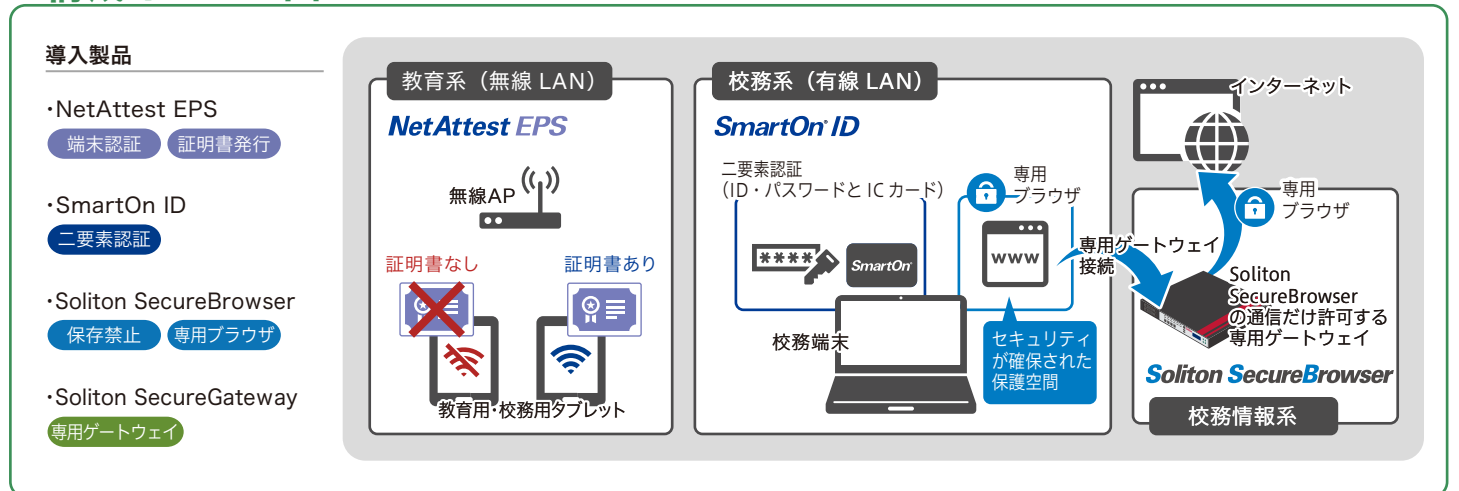 導入製品
・NetAttest EPS
端末認証 証明書発行
・SmartOn ID
二要素認証
・Soliton SecureBrowser
保存禁止 専用ブラウザ
・Soliton SecureGateway
専用ゲートウェイ
教育系（無線 LAN）
NetAttest EPS
無線AP
証明書なし 証明書あり
教育用・校務用タブレット
校務系（有線 LAN）
SmartOn ID
二要素認証
（ID・パスワードと IC カード）
****
SmartOn
専用
ブラウザ
www
校務端末
セキュリティ
が確保された
保護空間
専用ゲートウェイ
接続
インターネット
専用
ブラウザ
Soliton
SecureBrowser
の通信だけ許可する
専用ゲートウェイ
Soliton SecureBrowser
校務情報系